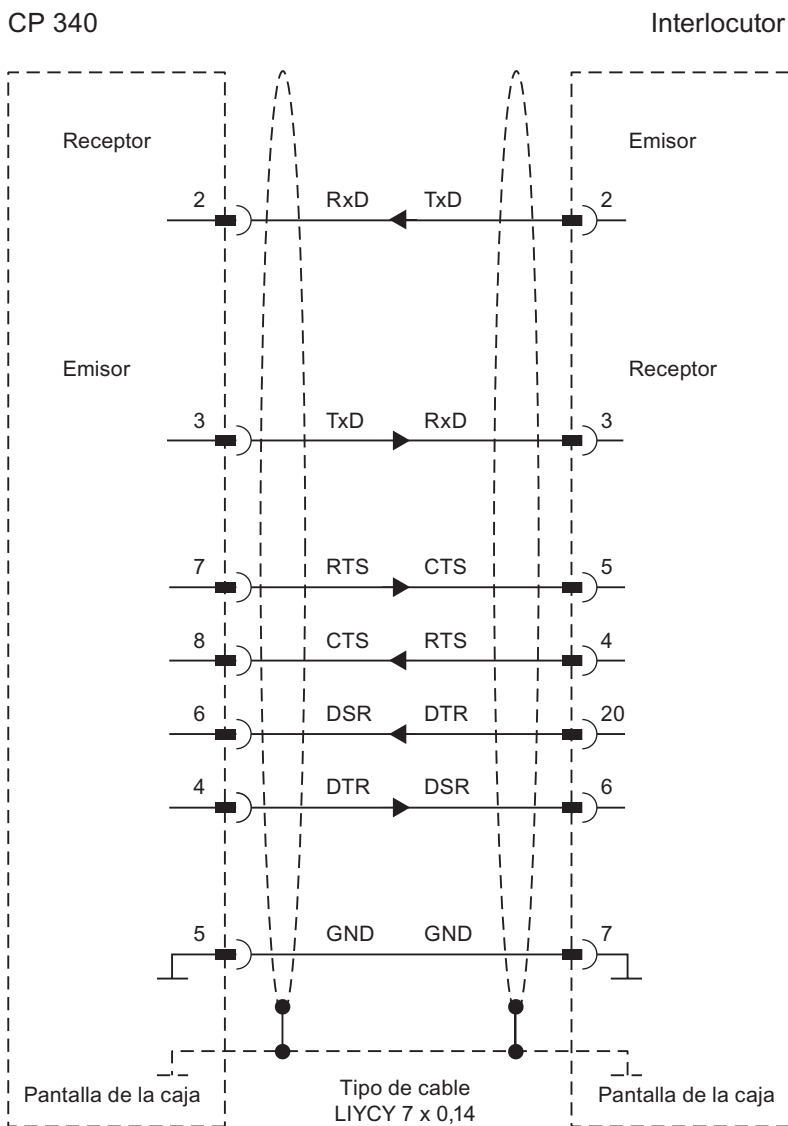 CP 340 Interlocutor
Receptor Emisor
2 RxD TxD 2
Emisor Receptor
3 TxD RxD 3
7 RTS CTS 5
8 CTS RTS 4
6 DSR DTR 20
4 DTR DSR 6
5 GND GND 7
Pantalla de la caja Tipo de cable Pantalla de la caja
LIYCY 7 x 0,14